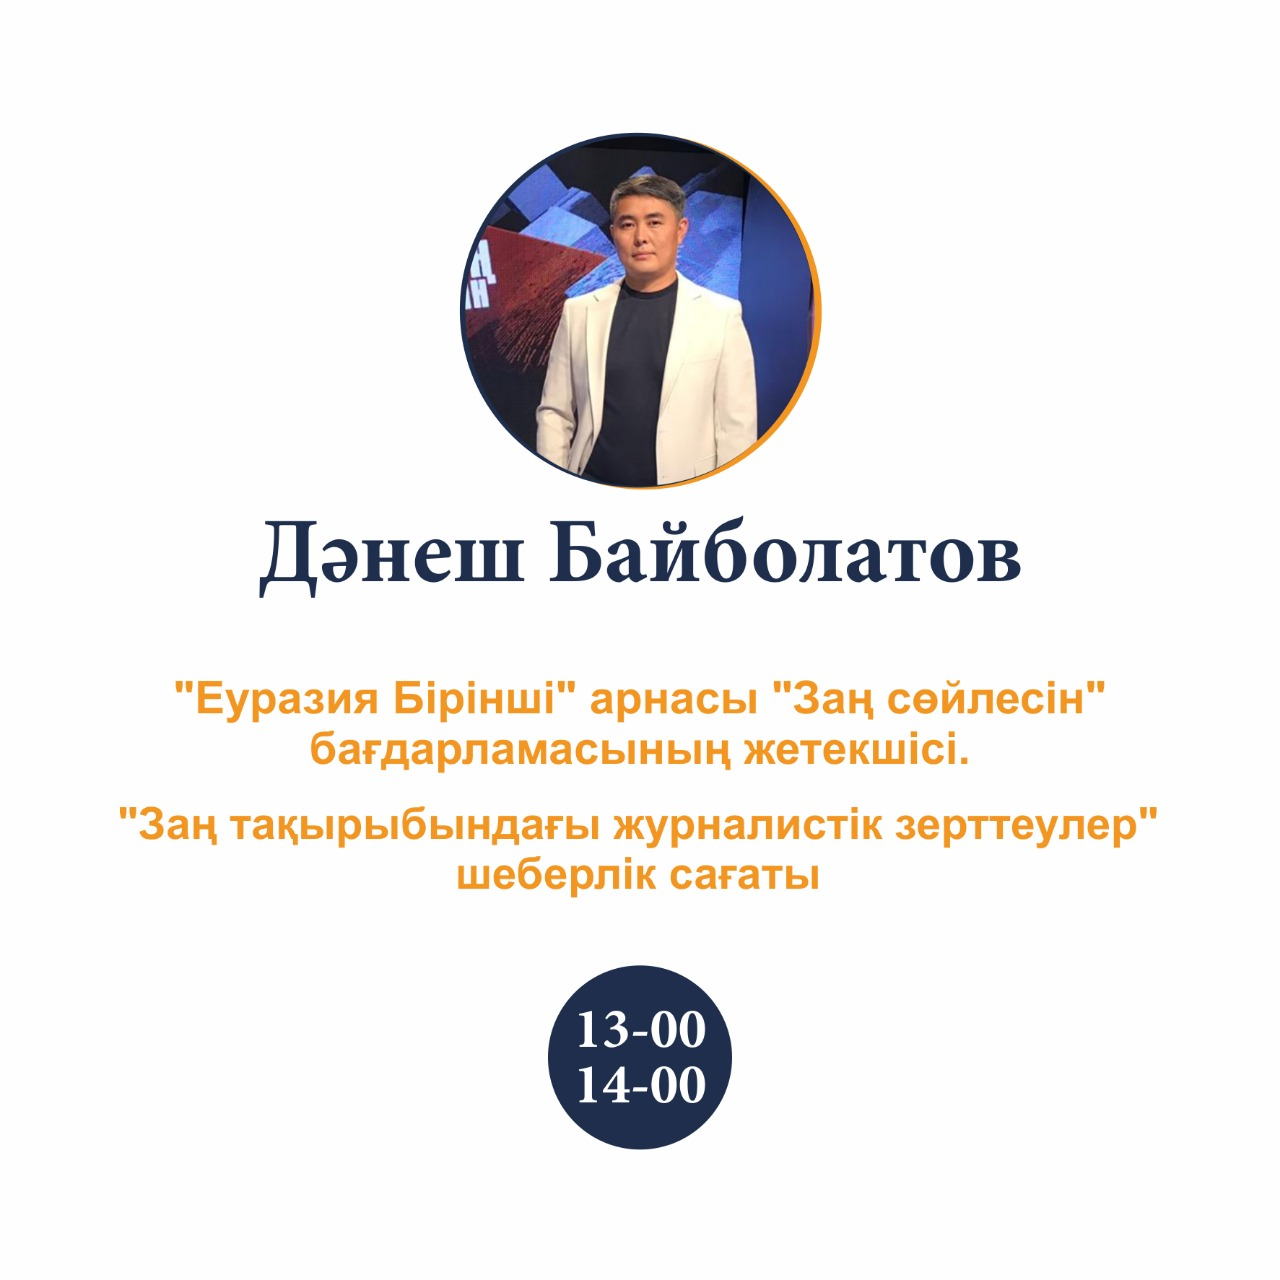 Дәнеш Байболатов
"Еуразия Бірінші" арнасы "Заң сөйлесін"
бағдарламасының жетекшісі.
"Заң тақырыбындағы журналистік зерттеулер"
шеберлік сағаты
13-00
14-00